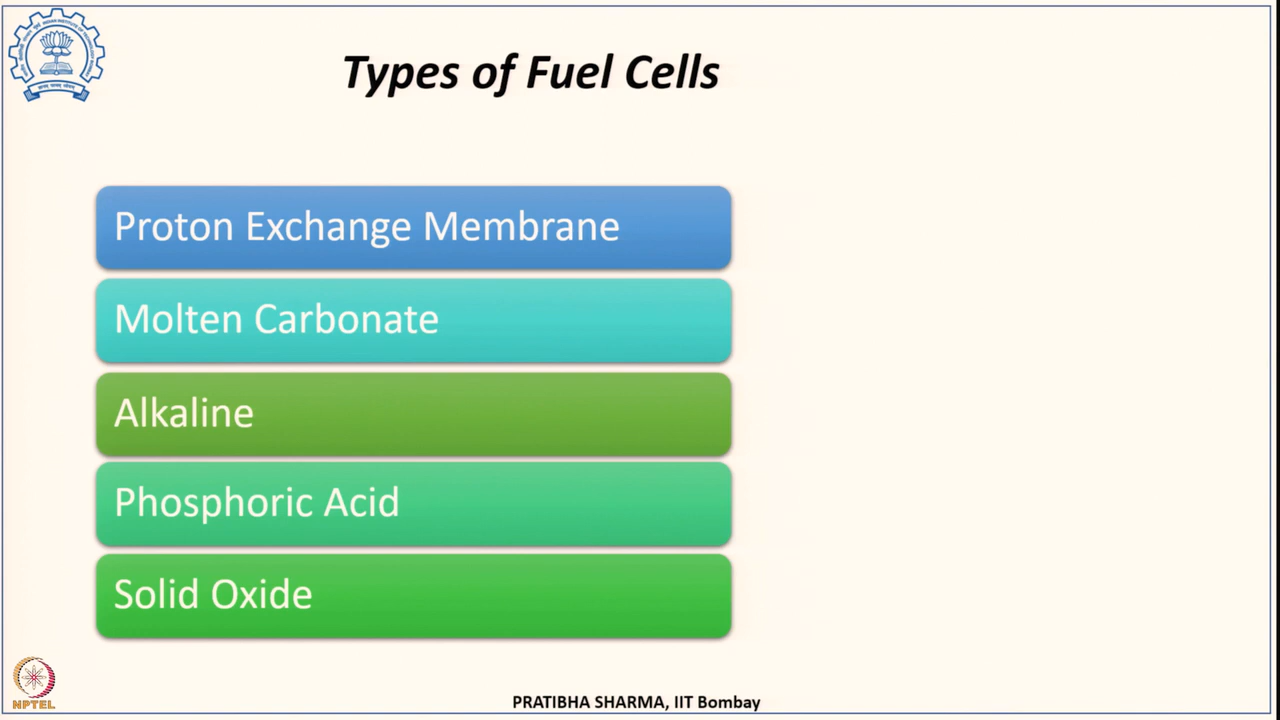 Types of Fuel Cells
Proton Exchange Membrane
Molten Carbonate
Alkaline
Phosphoric Acid
Solid Oxide
NPTEL
PRATIBHA SHARMA, IIT Bombay